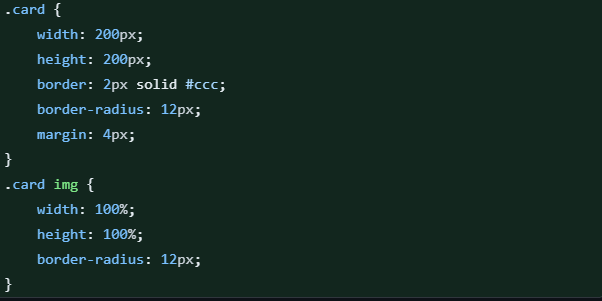 .card {
    width: 200px;
    height: 200px;
    border: 2px solid #ccc;
    border-radius: 12px;
    margin: 4px;
}
.card img {
    width: 100%;
    height: 100%;
    border-radius: 12px;
}